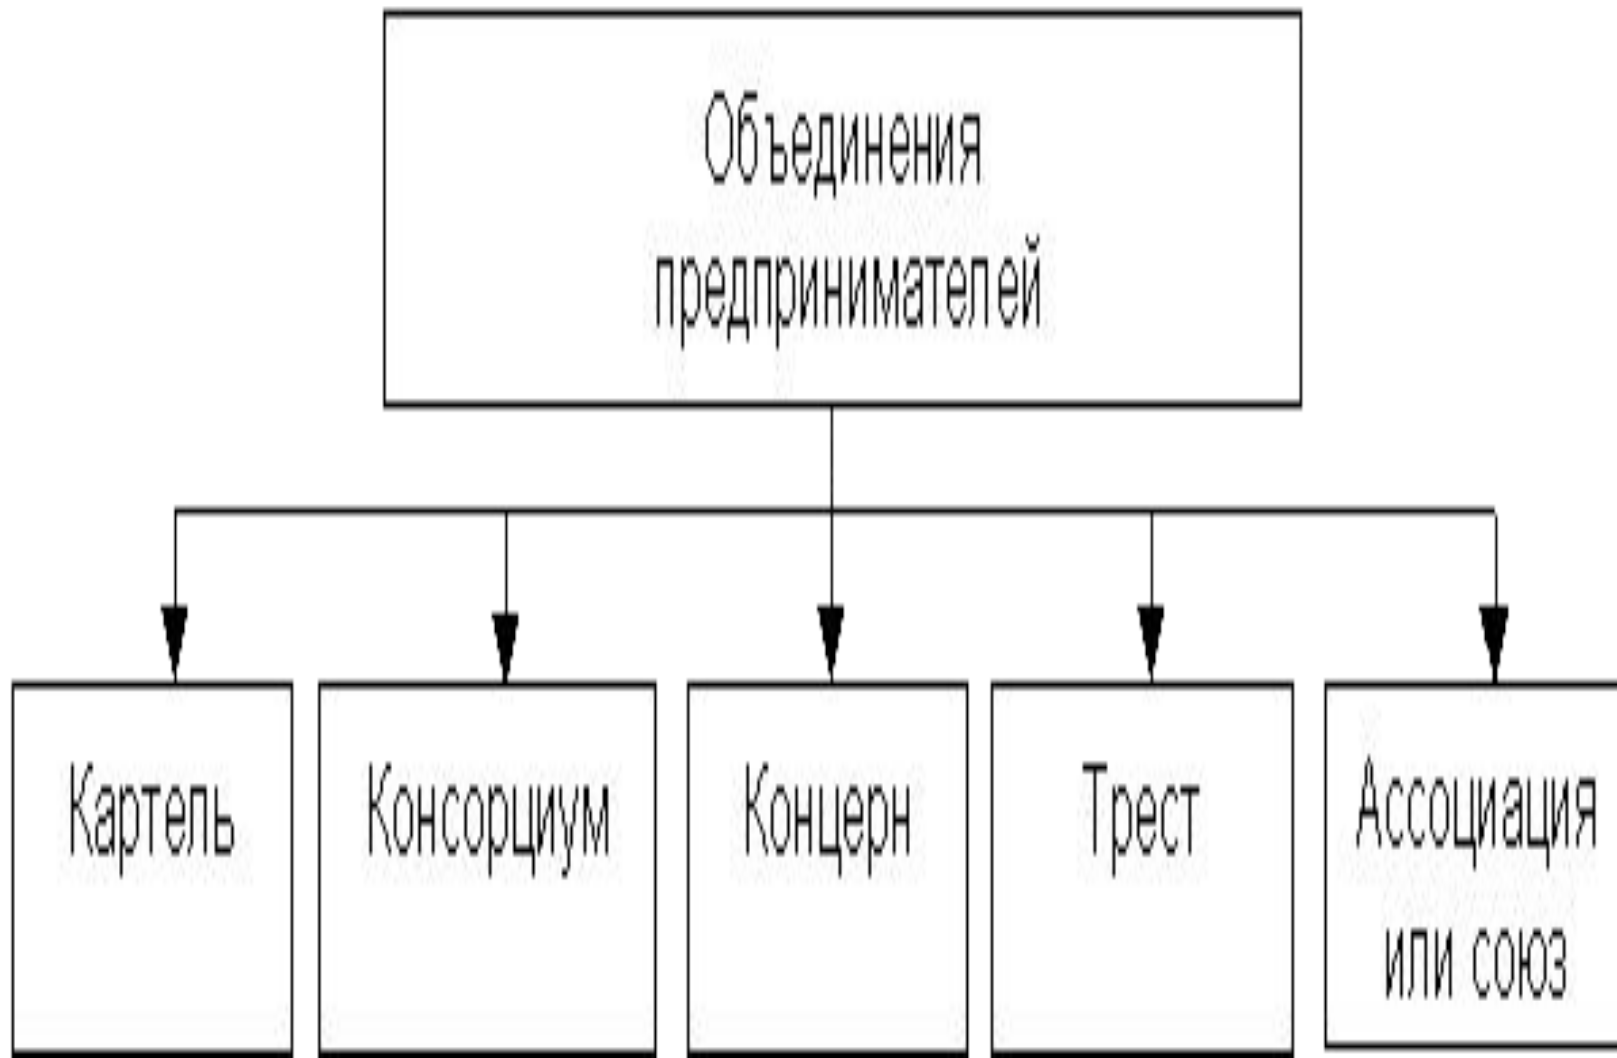 Объединения
предпринимателей
Картель
Консорциум
Концерн
Трест
Ассоциация
или союз